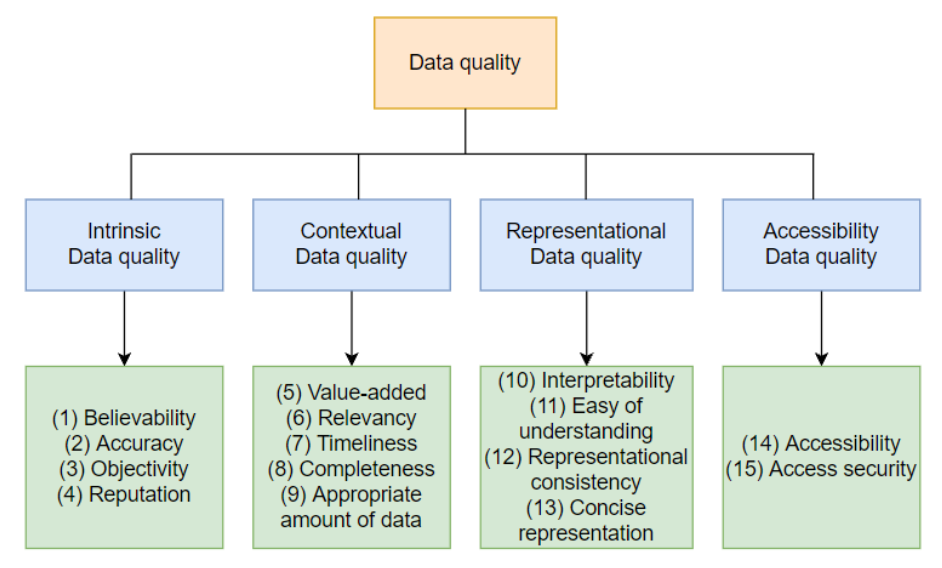 Data quality
Intrinsic
Data quality
Contextual
Data quality
Representational
Data quality
Accessibility
Data quality
(1) Believability
(2) Accuracy
(3) Objectivity
(4) Reputation
(5) Value-added
(6) Relevancy
(7) Timeliness
(8) Completeness
(9) Appropriate
amount of data
(10) Interpretability
(11) Easy of
understanding
(12) Representational
consistency
(13) Concise
representation
(14) Accessibility
(15) Access security